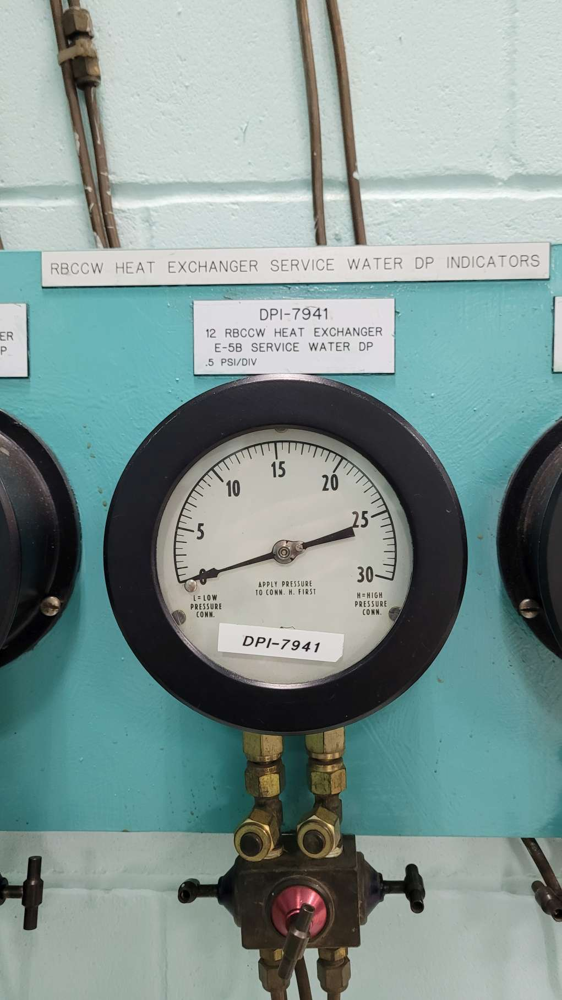 RBCCW HEAT EXCHANGER SERVICE WATER DP INDICATORS
ER
P
DPI-7941
12 RBCCW HEAT EXCHANGER
E-5B SERVICE WATER DP
.5 PSI/DIV
0
5
10
15
20
25
30
APPLY PRESSURE
TO CONN. H. FIRST
L=LOW
PRESSURE
CONN.
H=HIGH
PRESSURE
CONN.
DPI-7941